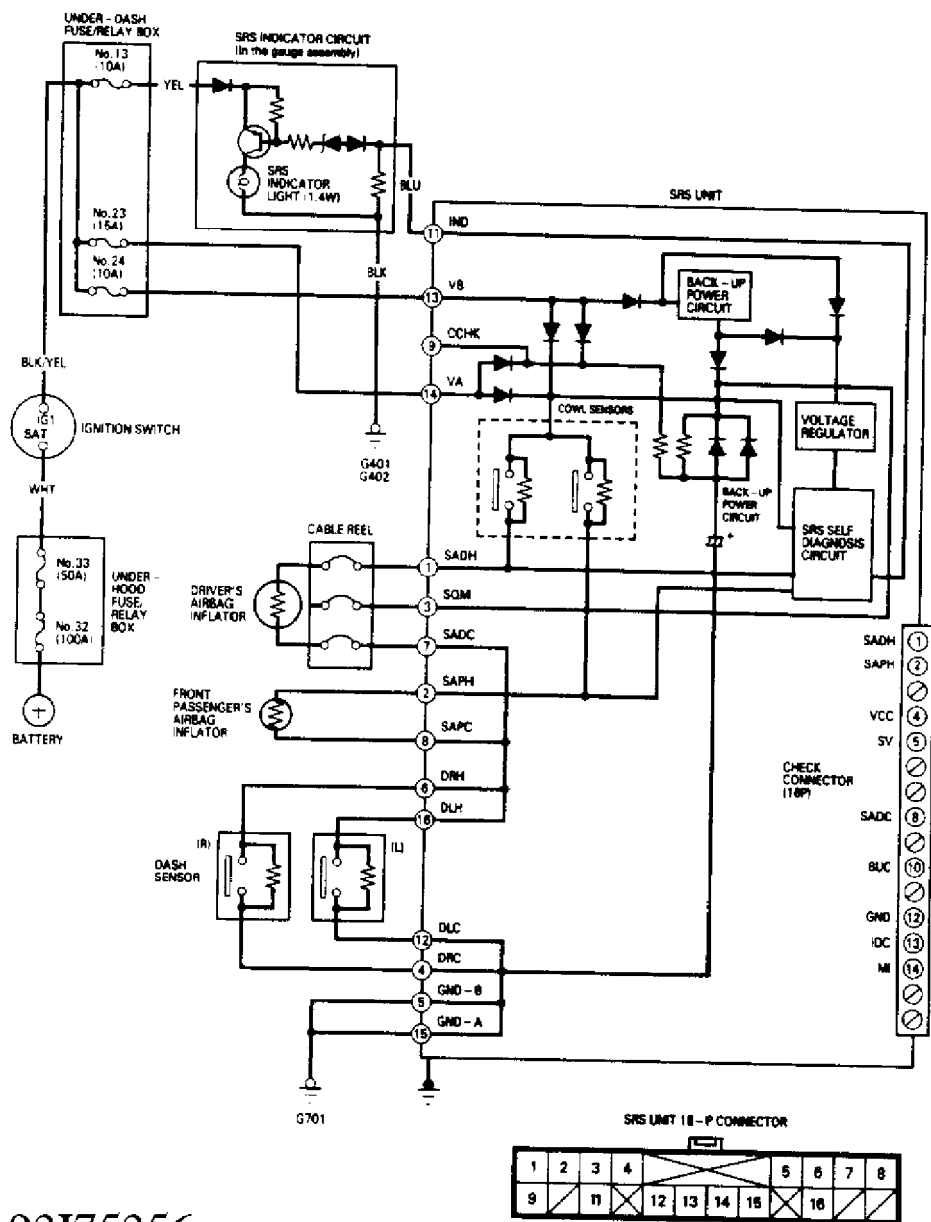 UNDER - DASH
FUSE/RELAY BOX
No.13
(10A)
YEL
SRS INDICATOR CIRCUIT
(In the gauge assembly)
SRS
INDICATOR
LIGHT (1.4W)
BLU
BLK
No.23
(15A)
No.24
(10A)
BLK/YEL
IG1
SAT
IGNITION SWITCH
WHT
No.33
(50A)
No.32
(100A)
UNDER -
HOOD
FUSE/
RELAY
BOX
+
BATTERY
G401
G402
SRS UNIT
11 IND
13 VB
9 CCHK
14 VA
BACK - UP
POWER
CIRCUIT
COWL SENSORS
VOLTAGE
REGULATOR
BACK - UP
POWER
CIRCUIT
+
SRS SELF
DIAGNOSIS
CIRCUIT
CABLE REEL
DRIVER'S
AIRBAG
INFLATOR
1 SADH
3 SQM
7 SADC
FRONT
PASSENGER'S
AIRBAG
INFLATOR
2 SAPH
8 SAPC
6 DRH
16 DLH
(R)
DASH
SENSOR
(L)
12 DLC
4 DRC
5 GND - B
15 GND - A
G701
CHECK
CONNECTOR
(16P)
SADH 1
SAPH 2
VCC 4
SV 5
SADC 8
BUC 10
GND 12
IDC 13
MI 14
SRS UNIT 18 - P CONNECTOR
1 2 3 4 5 6 7 8
9 11 12 13 14 15 16